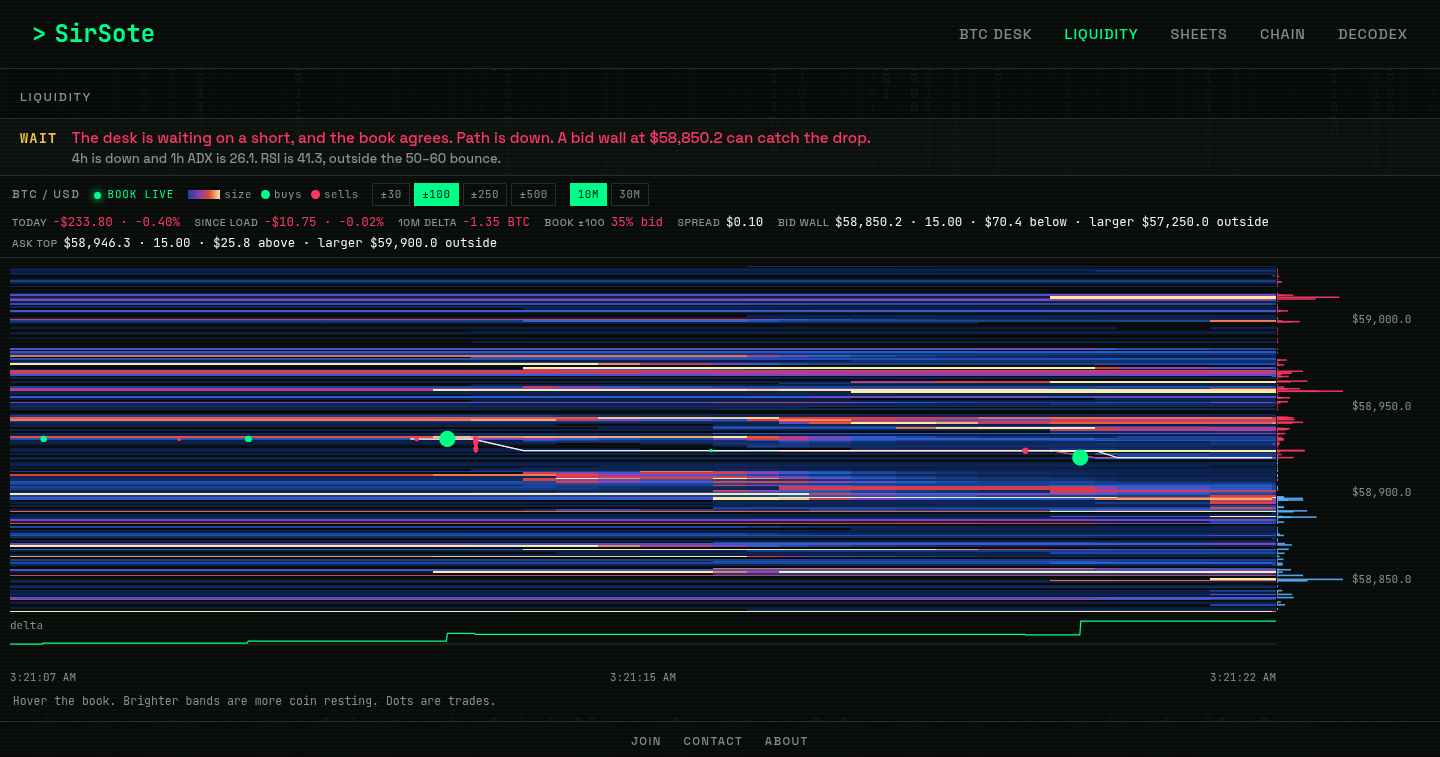 > SirSote
BTC DESK LIQUIDITY SHEETS CHAIN DECODEX
LIQUIDITY
WAIT The desk is waiting on a short, and the book agrees. Path is down. A bid wall at $58,850.2 can catch the drop.
4h is down and 1h ADX is 26.1. RSI is 41.3, outside the 50–60 bounce.
BTC / USD BOOK LIVE size buys sells ±30 ±100 ±250 ±500 10M 30M
TODAY -$233.80 · -0.40% SINCE LOAD -$10.75 · -0.02% 10M DELTA -1.35 BTC BOOK ±100 35% bid SPREAD $0.10 BID WALL $58,850.2 · 15.00 · $70.4 below · larger $57,250.0 outside
ASK TOP $58,946.3 · 15.00 · $25.8 above · larger $59,900.0 outside
$59,000.0
$58,950.0
$58,900.0
$58,850.0
delta
3:21:07 AM 3:21:15 AM 3:21:22 AM
Hover the book. Brighter bands are more coin resting. Dots are trades.
JOIN CONTACT ABOUT